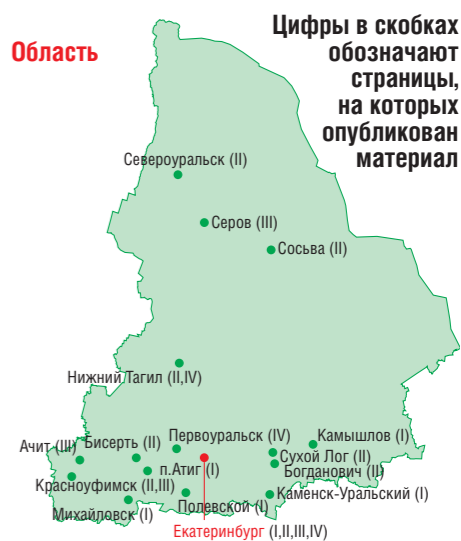 Область
Цифры в скобках
обозначают
страницы,
на которых
опубликован
материал
Североуральск (II)
Серов (III)
Сосьва (II)
Нижний Тагил (II,IV)
Первоуральск (IV)
Камышлов (I)
Ачит (III)
Бисерть (II)
Сухой Лог (II)
п.Атиг (I)
Богданович (II)
Красноуфимск (II,III)
Каменск-Уральский (I)
Полевской (I)
Михайловск (I)
Екатеринбург (I,II,III,IV)